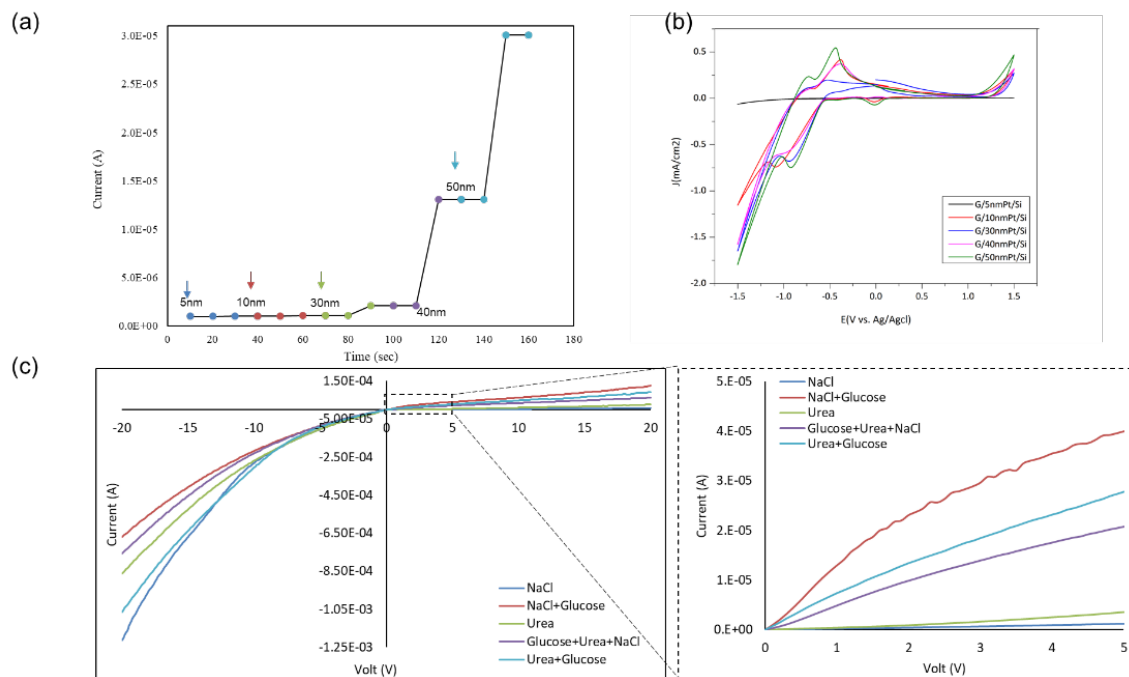 (a)
3.0E-05
2.5E-05
2.0E-05
1.5E-05
1.0E-05
5.0E-06
0.0E+00
Current (A)
5nm
10nm
30nm
40nm
50nm
0 20 40 60 80 100 120 140 160 180
Time (sec)
(b)
0.5
0.0
-0.5
-1.0
-1.5
-2.0
J(mA/cm2)
G/5nmPt/Si
G/10nmPt/Si
G/30nmPt/Si
G/40nmPt/Si
G/50nmPt/Si
-1.5 -1.0 -0.5 0.0 0.5 1.0 1.5
E(V vs. Ag/Agcl)
(c)
1.50E-04
-5.00E-05
-20 -15 -10 -5 0 5 10 15 20
-2.50E-04
-4.50E-04
-6.50E-04
-8.50E-04
-1.05E-03
-1.25E-03
Current (A)
NaCl
NaCl+Glucose
Urea
Glucose+Urea+NaCl
Urea+Glucose
Volt (V)
5.E-05
4.E-05
3.E-05
2.E-05
1.E-05
0.E+00
Current (A)
NaCl
NaCl+Glucose
Urea
Glucose+Urea+NaCl
Urea+Glucose
0 1 2 3 4 5
Volt (V)